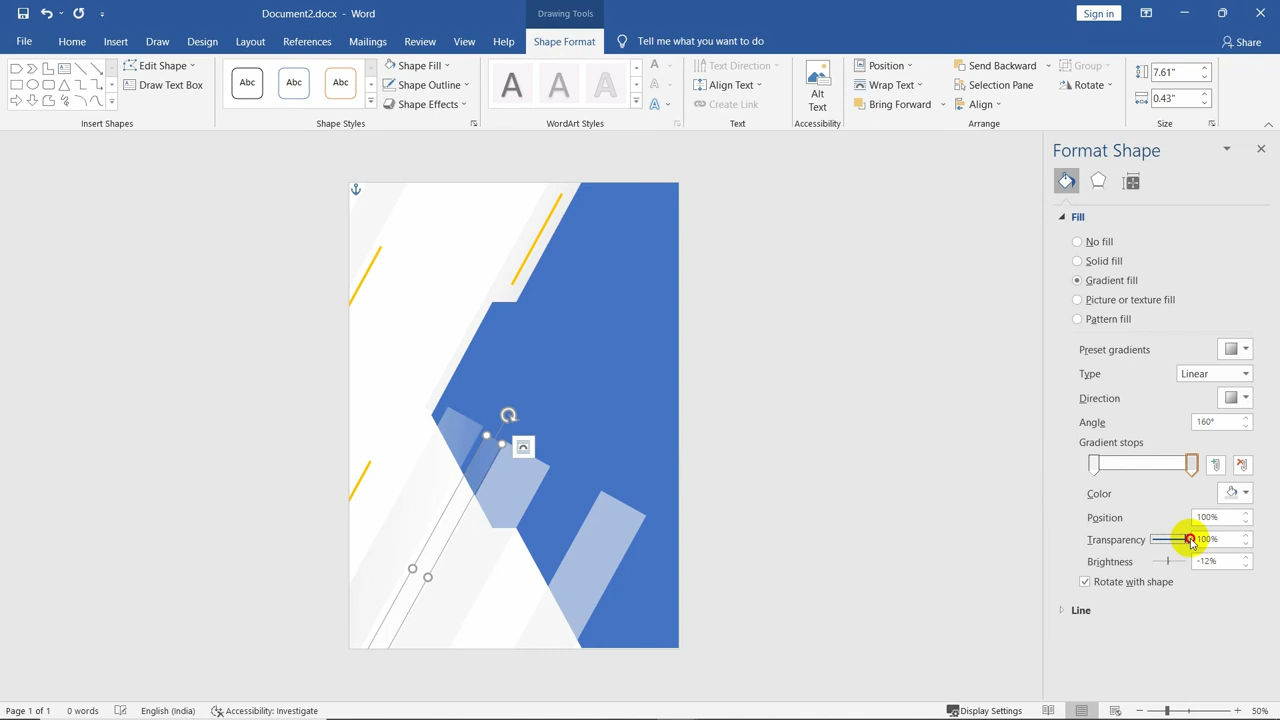 Document2.docx - Word
Drawing Tools
Sign in
File Home Insert Draw Design Layout References Mailings Review View Help Shape Format Tell me what you want to do Share
Edit Shape
Draw Text Box
Insert Shapes
Abc Abc Abc
Shape Fill
Shape Outline
Shape Effects
Shape Styles
A A A
WordArt Styles
Text Direction
Align Text
Create Link
Text
Alt
Text
Accessibility
Position
Wrap Text
Bring Forward
Send Backward
Selection Pane
Align
Group
Rotate
Arrange
7.61"
0.43"
Size
Format Shape
Fill
No fill
Solid fill
Gradient fill
Picture or texture fill
Pattern fill
Preset gradients
Type Linear
Direction
Angle 160°
Gradient stops
Color
Position 100%
Transparency 100%
Brightness -12%
Rotate with shape
Line
Page 1 of 1 0 words English (India) Accessibility: Investigate Display Settings 50%